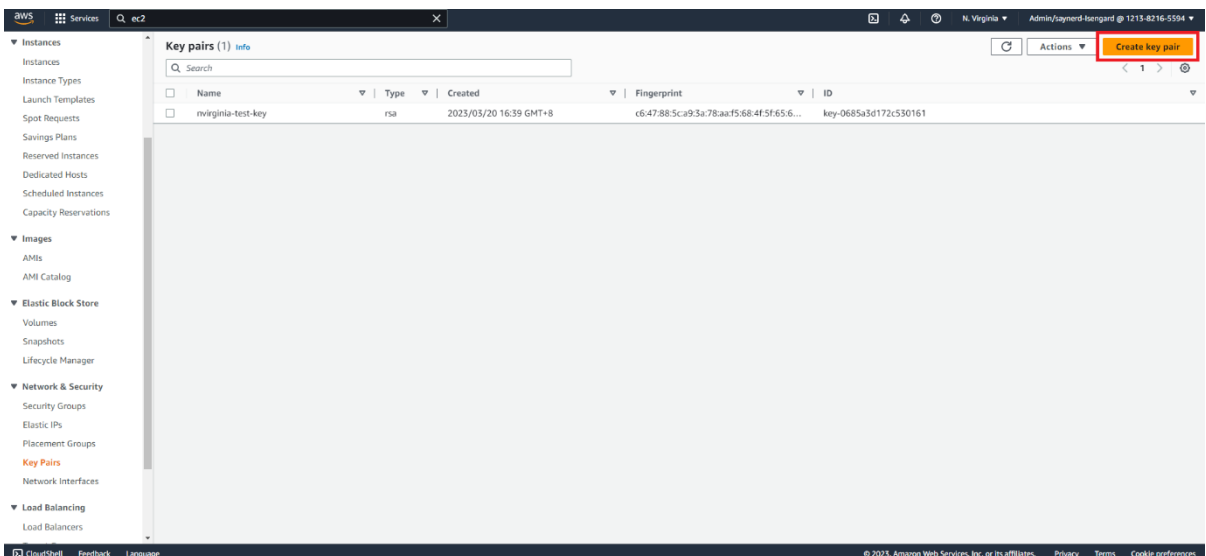 aws Services ec2 N. Virginia Admin/saynerd-Isengard @ 1213-8216-5594
Instances
Instances
Instance Types
Launch Templates
Spot Requests
Savings Plans
Reserved Instances
Dedicated Hosts
Scheduled Instances
Capacity Reservations
Images
AMIs
AMI Catalog
Elastic Block Store
Volumes
Snapshots
Lifecycle Manager
Network & Security
Security Groups
Elastic IPs
Placement Groups
Key Pairs
Network Interfaces
Load Balancing
Load Balancers
Key pairs (1) Info Actions Create key pair
Search 1
Name Type Created Fingerprint ID
nvirginia-test-key rsa 2023/03/20 16:39 GMT+8 c6:47:88:5c:a9:3a:78:aa:f5:68:4f:5f:65:6... key-0685a3d172c530161
CloudShell Feedback Language © 2023, Amazon Web Services, Inc. or its affiliates. Privacy Terms Cookie preferences